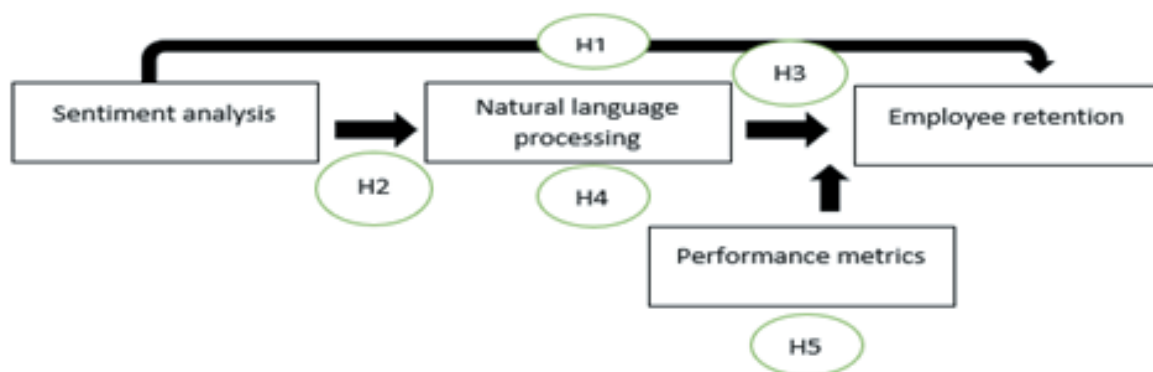 H1
H3
Sentiment analysis
Natural language
processing
Employee retention
H2
H4
Performance metrics
H5